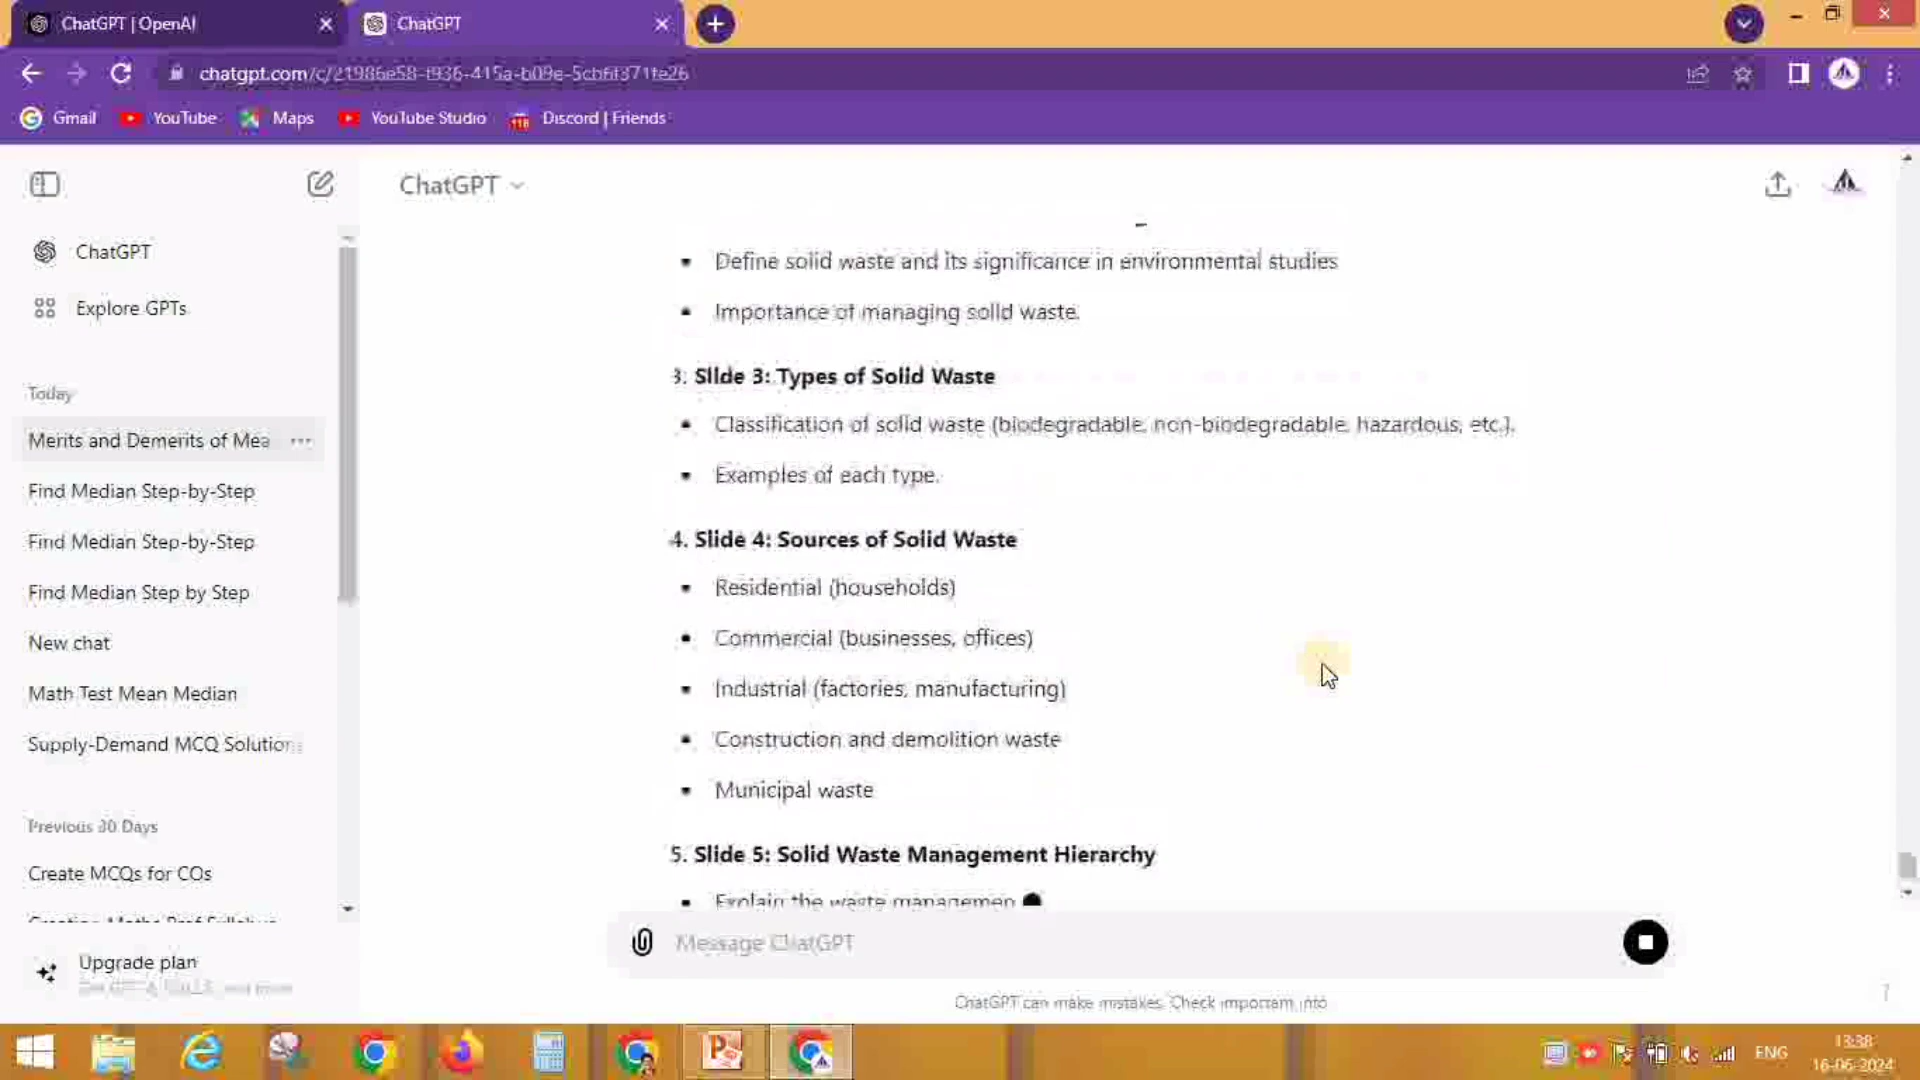 ChatGPT | OpenAI
ChatGPT
chatgpt.com/c/21986e58-f936-415a-b09e-5cbfif371fe26
Gmail
YouTube
Maps
YouTube Studio
Discord | Friends
ChatGPT
ChatGPT
Explore GPTs
Today
Merits and Demerits of Mea
Find Median Step-by-Step
Find Median Step-by-Step
Find Median Step by Step
New chat
Math Test Mean Median
Supply-Demand MCQ Solution
Previous 30 Days
Create MCQs for COs
Upgrade plan
Define solid waste and its significance in environmental studies
Importance of managing solid waste.
3. Slide 3: Types of Solid Waste
Classification of solid waste (biodegradable, non-biodegradable, hazardous, etc.).
Examples of each type.
4. Slide 4: Sources of Solid Waste
Residential (households)
Commercial (businesses, offices)
Industrial (factories, manufacturing)
Construction and demolition waste
Municipal waste
5. Slide 5: Solid Waste Management Hierarchy
Explain the waste managemen
Message ChatGPT
ChatGPT can make mistakes. Check important info
?
ENG
13:38
16-06-2024